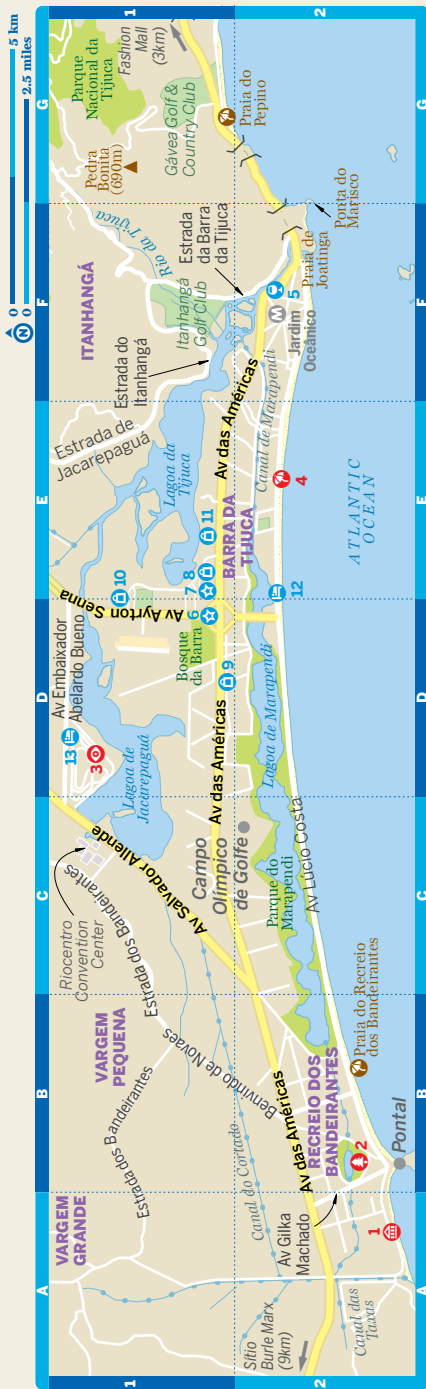 N
0
5 km
0
2.5 miles
1
2
G
G
F
F
E
E
D
D
C
C
B
B
A
A
1
2
Parque
Nacional da
Tijuca
Fashion
Mall
(3km)
Pedra
Bonita
(690m)
Gávea Golf &
Country Club
Praia do
Pepino
Ponta do
Marisco
ITANHANGÁ
Rio da Tijuca
Estrada
da Barra
da Tijuca
Itanhangá
Golf Club
Praia de
Joatinga
5
M
Jardim
Oceânico
Estrada do
Itanhangá
Estrada de
Jacarepaguá
Lagoa da
Tijuca
Av das Américas
Canal de Marapendi
4
ATLANTIC
OCEAN
11
BARRA DA
TIJUCA
10
8
7
6
12
Av Ayrton Senna
Bosque
da Barra
9
Av Embaixador
Abelardo Bueno
13
3
Lagoa de
Jacarepaguá
Av das Américas
Lagoa de Marapendi
Av Salvador Allende
Campo
Olímpico
de Golfe
Parque do
Marapendi
Av Lúcio Costa
Riocentro
Convention
Center
Estrada dos Bandeirantes
VARGEM
PEQUENA
Benvindo de Novaes
Estrada dos Bandeirantes
Praia do Recreio
dos Bandeirantes
RECREIO DOS
BANDEIRANTES
Av das Américas
Canal do Cortado
2
Pontal
VARGEM
GRANDE
Av Gilka
Machado
1
Sítio
Burle Marx
(9km)
Canal das
Taxas